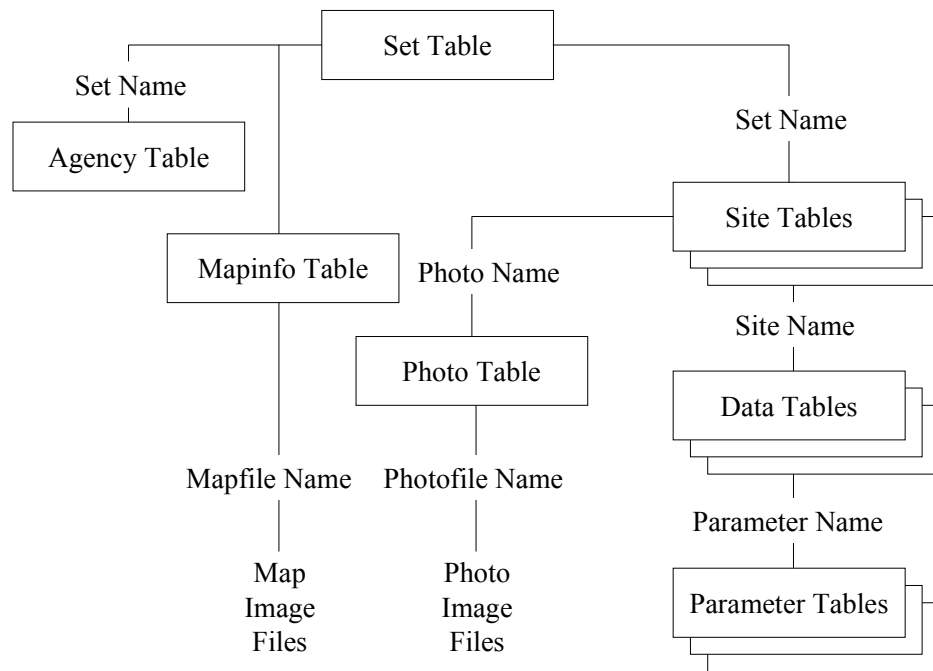 Set Table
Set Name
Agency Table
Set Name
Site Tables
Mapinfo Table
Photo Name
Site Name
Photo Table
Data Tables
Mapfile Name
Photofile Name
Parameter Name
Map
Image
Files
Photo
Image
Files
Parameter Tables